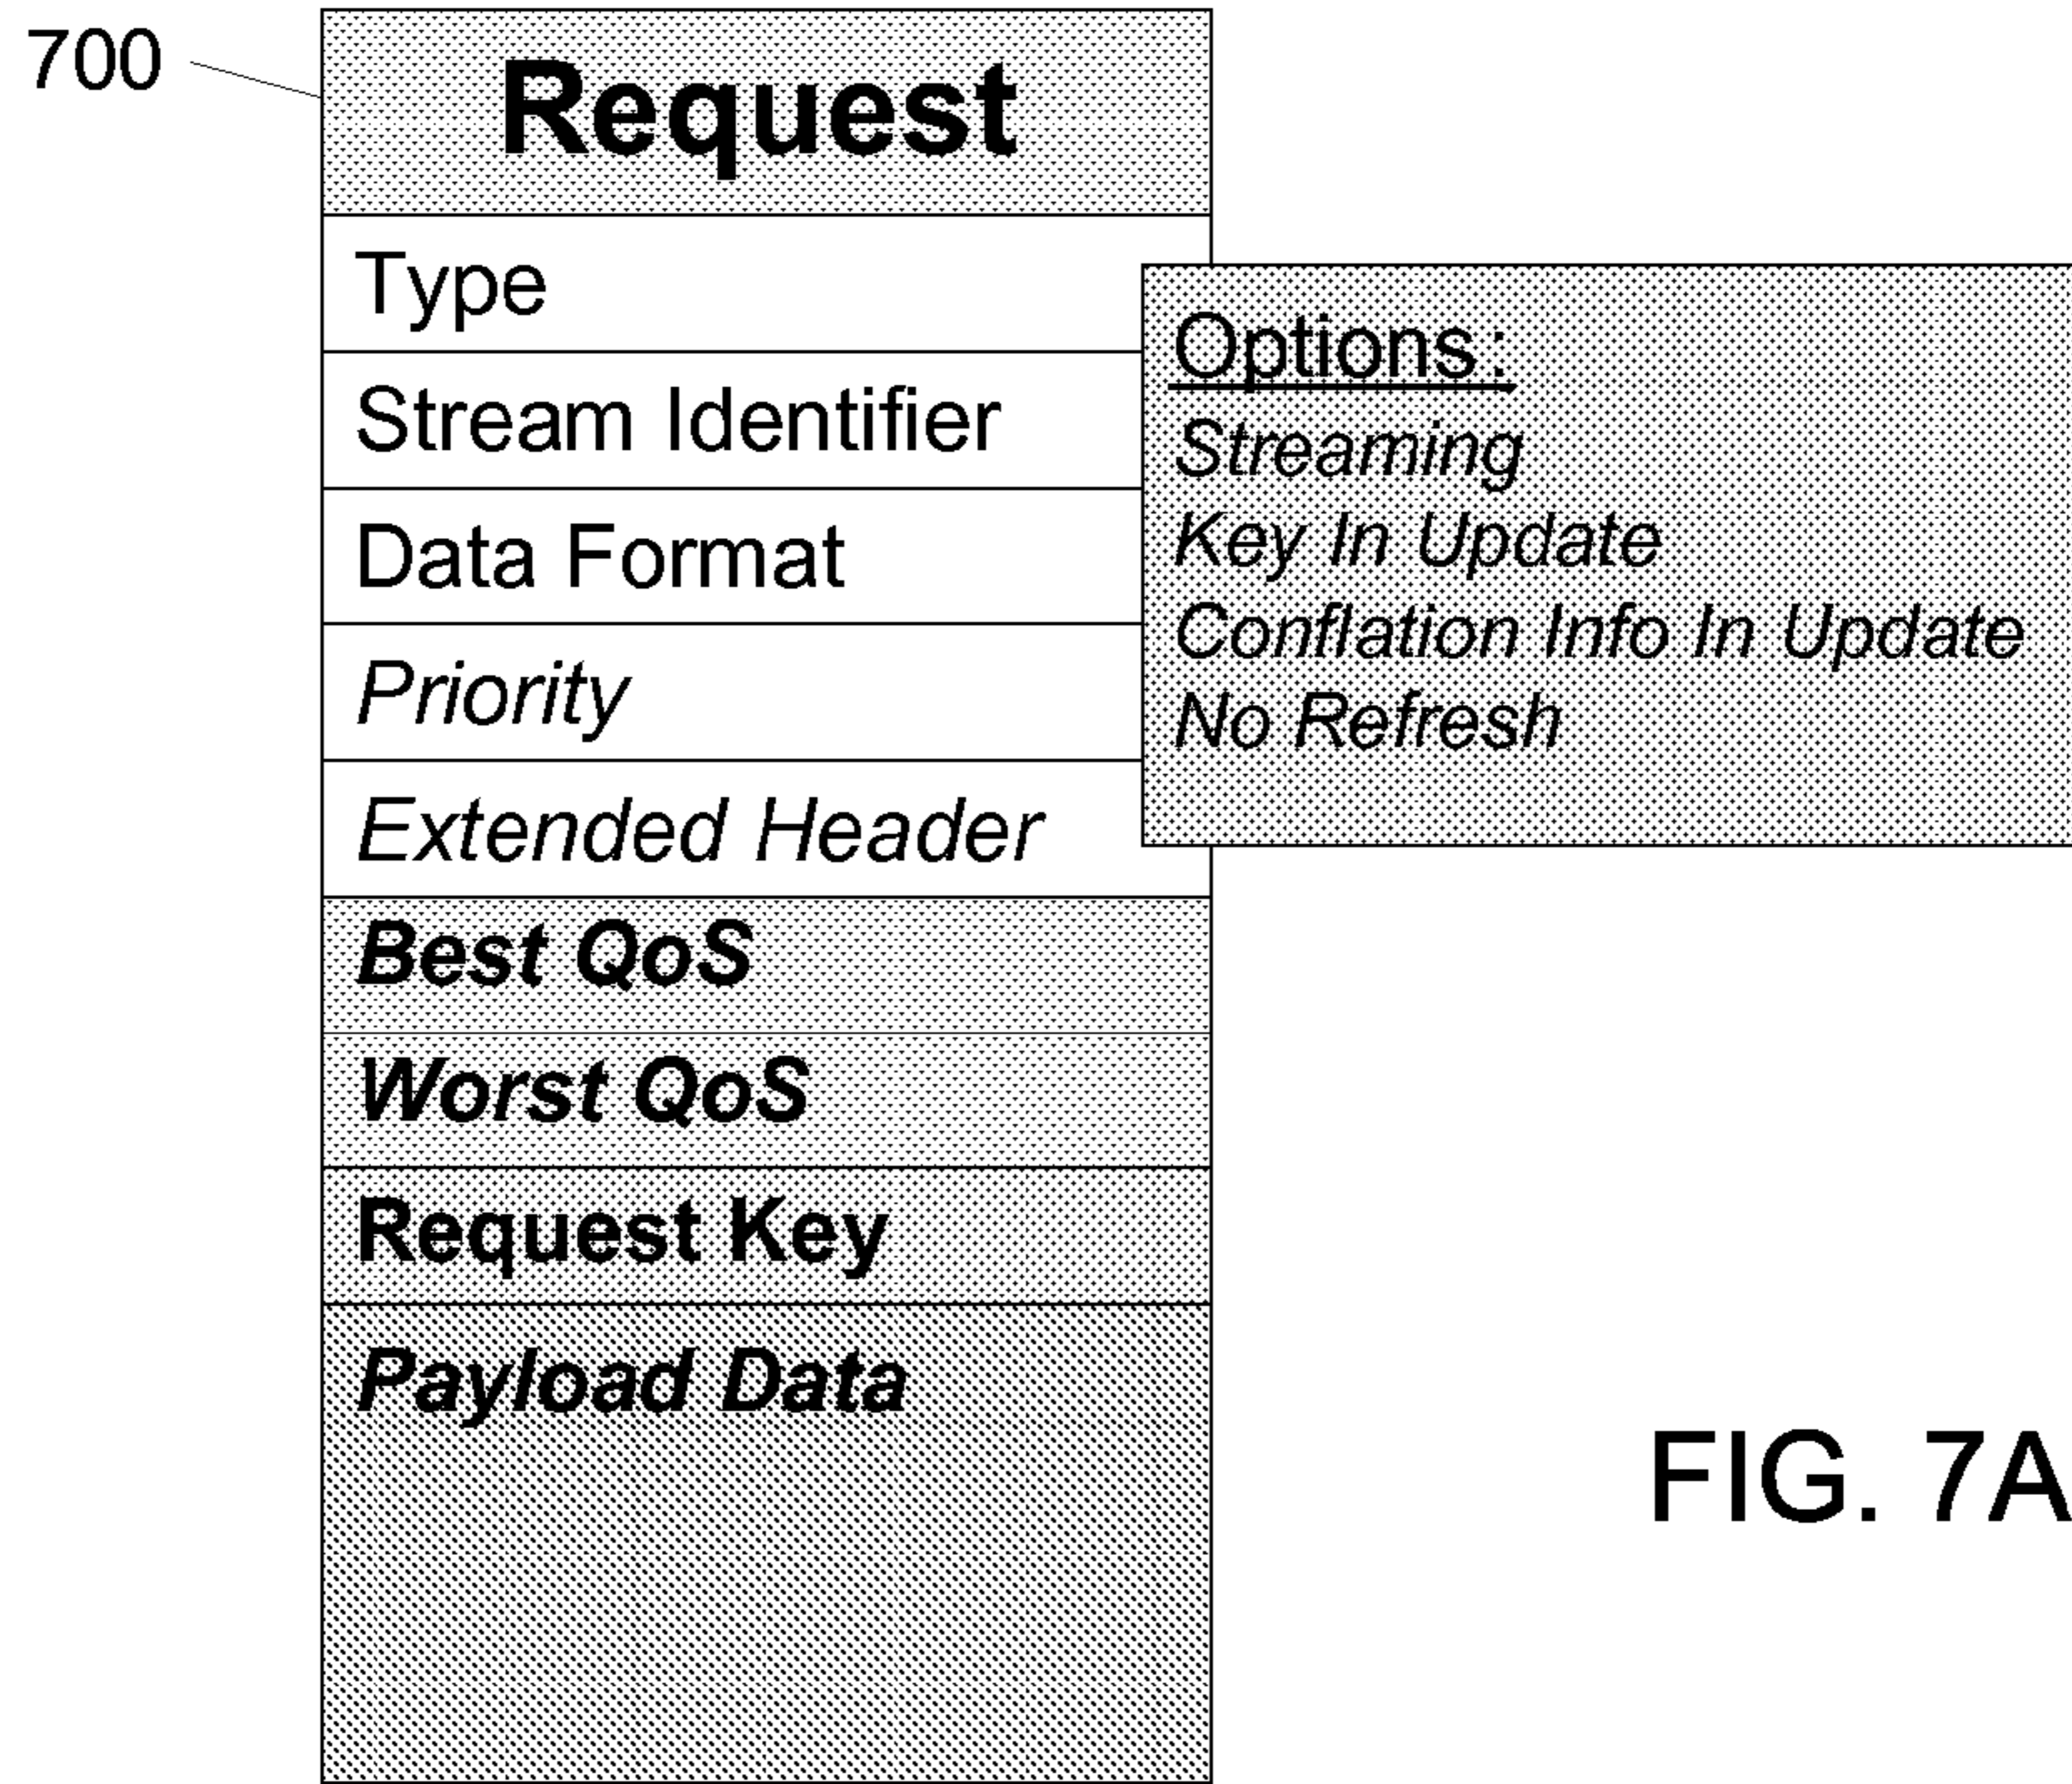 700
Request
Type
Stream Identifier
Data Format
Priority
Extended Header
Best QoS
Worst QoS
Request Key
Payload Data
Options:
Streaming
Key In Update
Conflation Info In Update
No Refresh
FIG. 7A